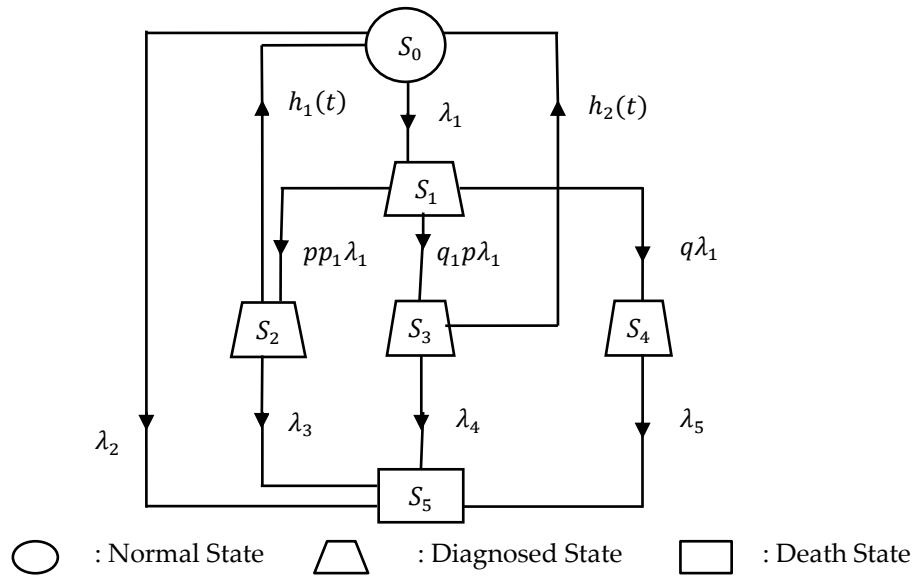 S₀
h₁(t)
λ₁
h₂(t)
S₁
pp₁λ₁
q₁pλ₁
qλ₁
S₂
S₃
S₄
λ₂
λ₃
λ₄
λ₅
S₅
: Normal State
: Diagnosed State
: Death State